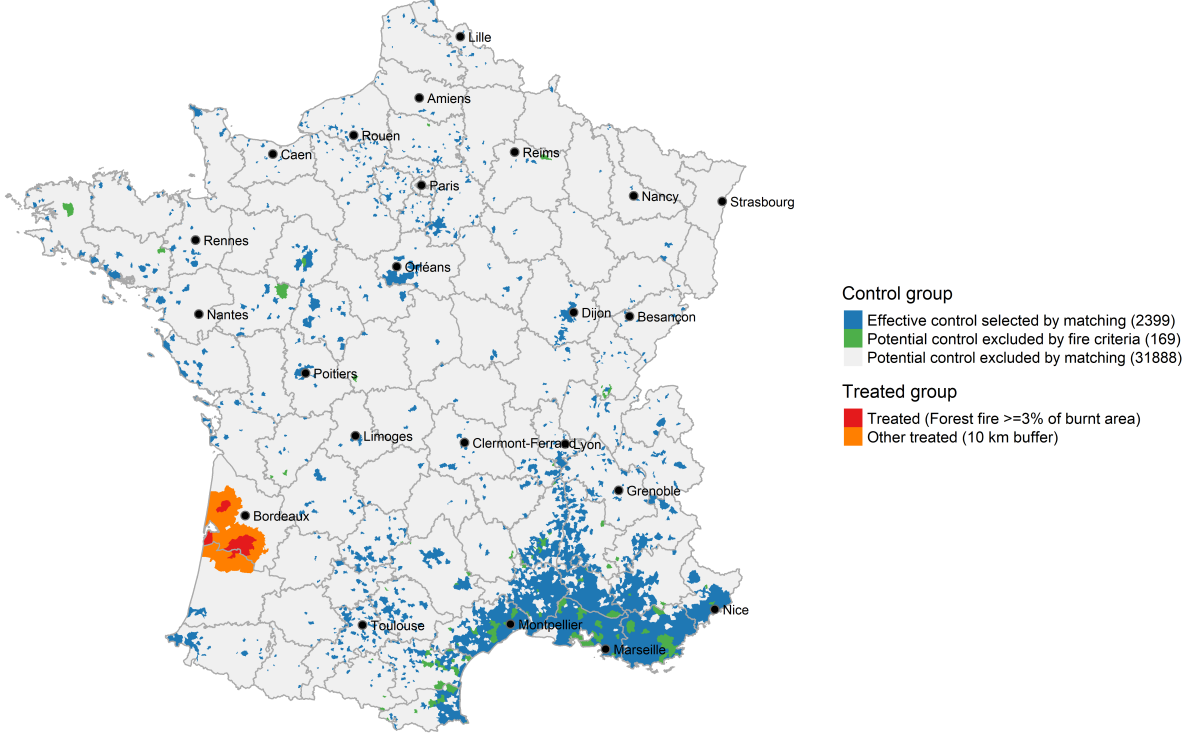 Lille
Amiens
Rouen
Caen
Reims
Paris
Nancy
Strasbourg
Rennes
Orléans
Nantes
Dijon
Besançon
Poitiers
Limoges
Clermont-Ferrand
Lyon
Grenoble
Bordeaux
Nice
Toulouse
Montpellier
Marseille
Control group
Effective control selected by matching (2399)
Potential control excluded by fire criteria (169)
Potential control excluded by matching (31888)
Treated group
Treated (Forest fire >=3% of burnt area)
Other treated (10 km buffer)